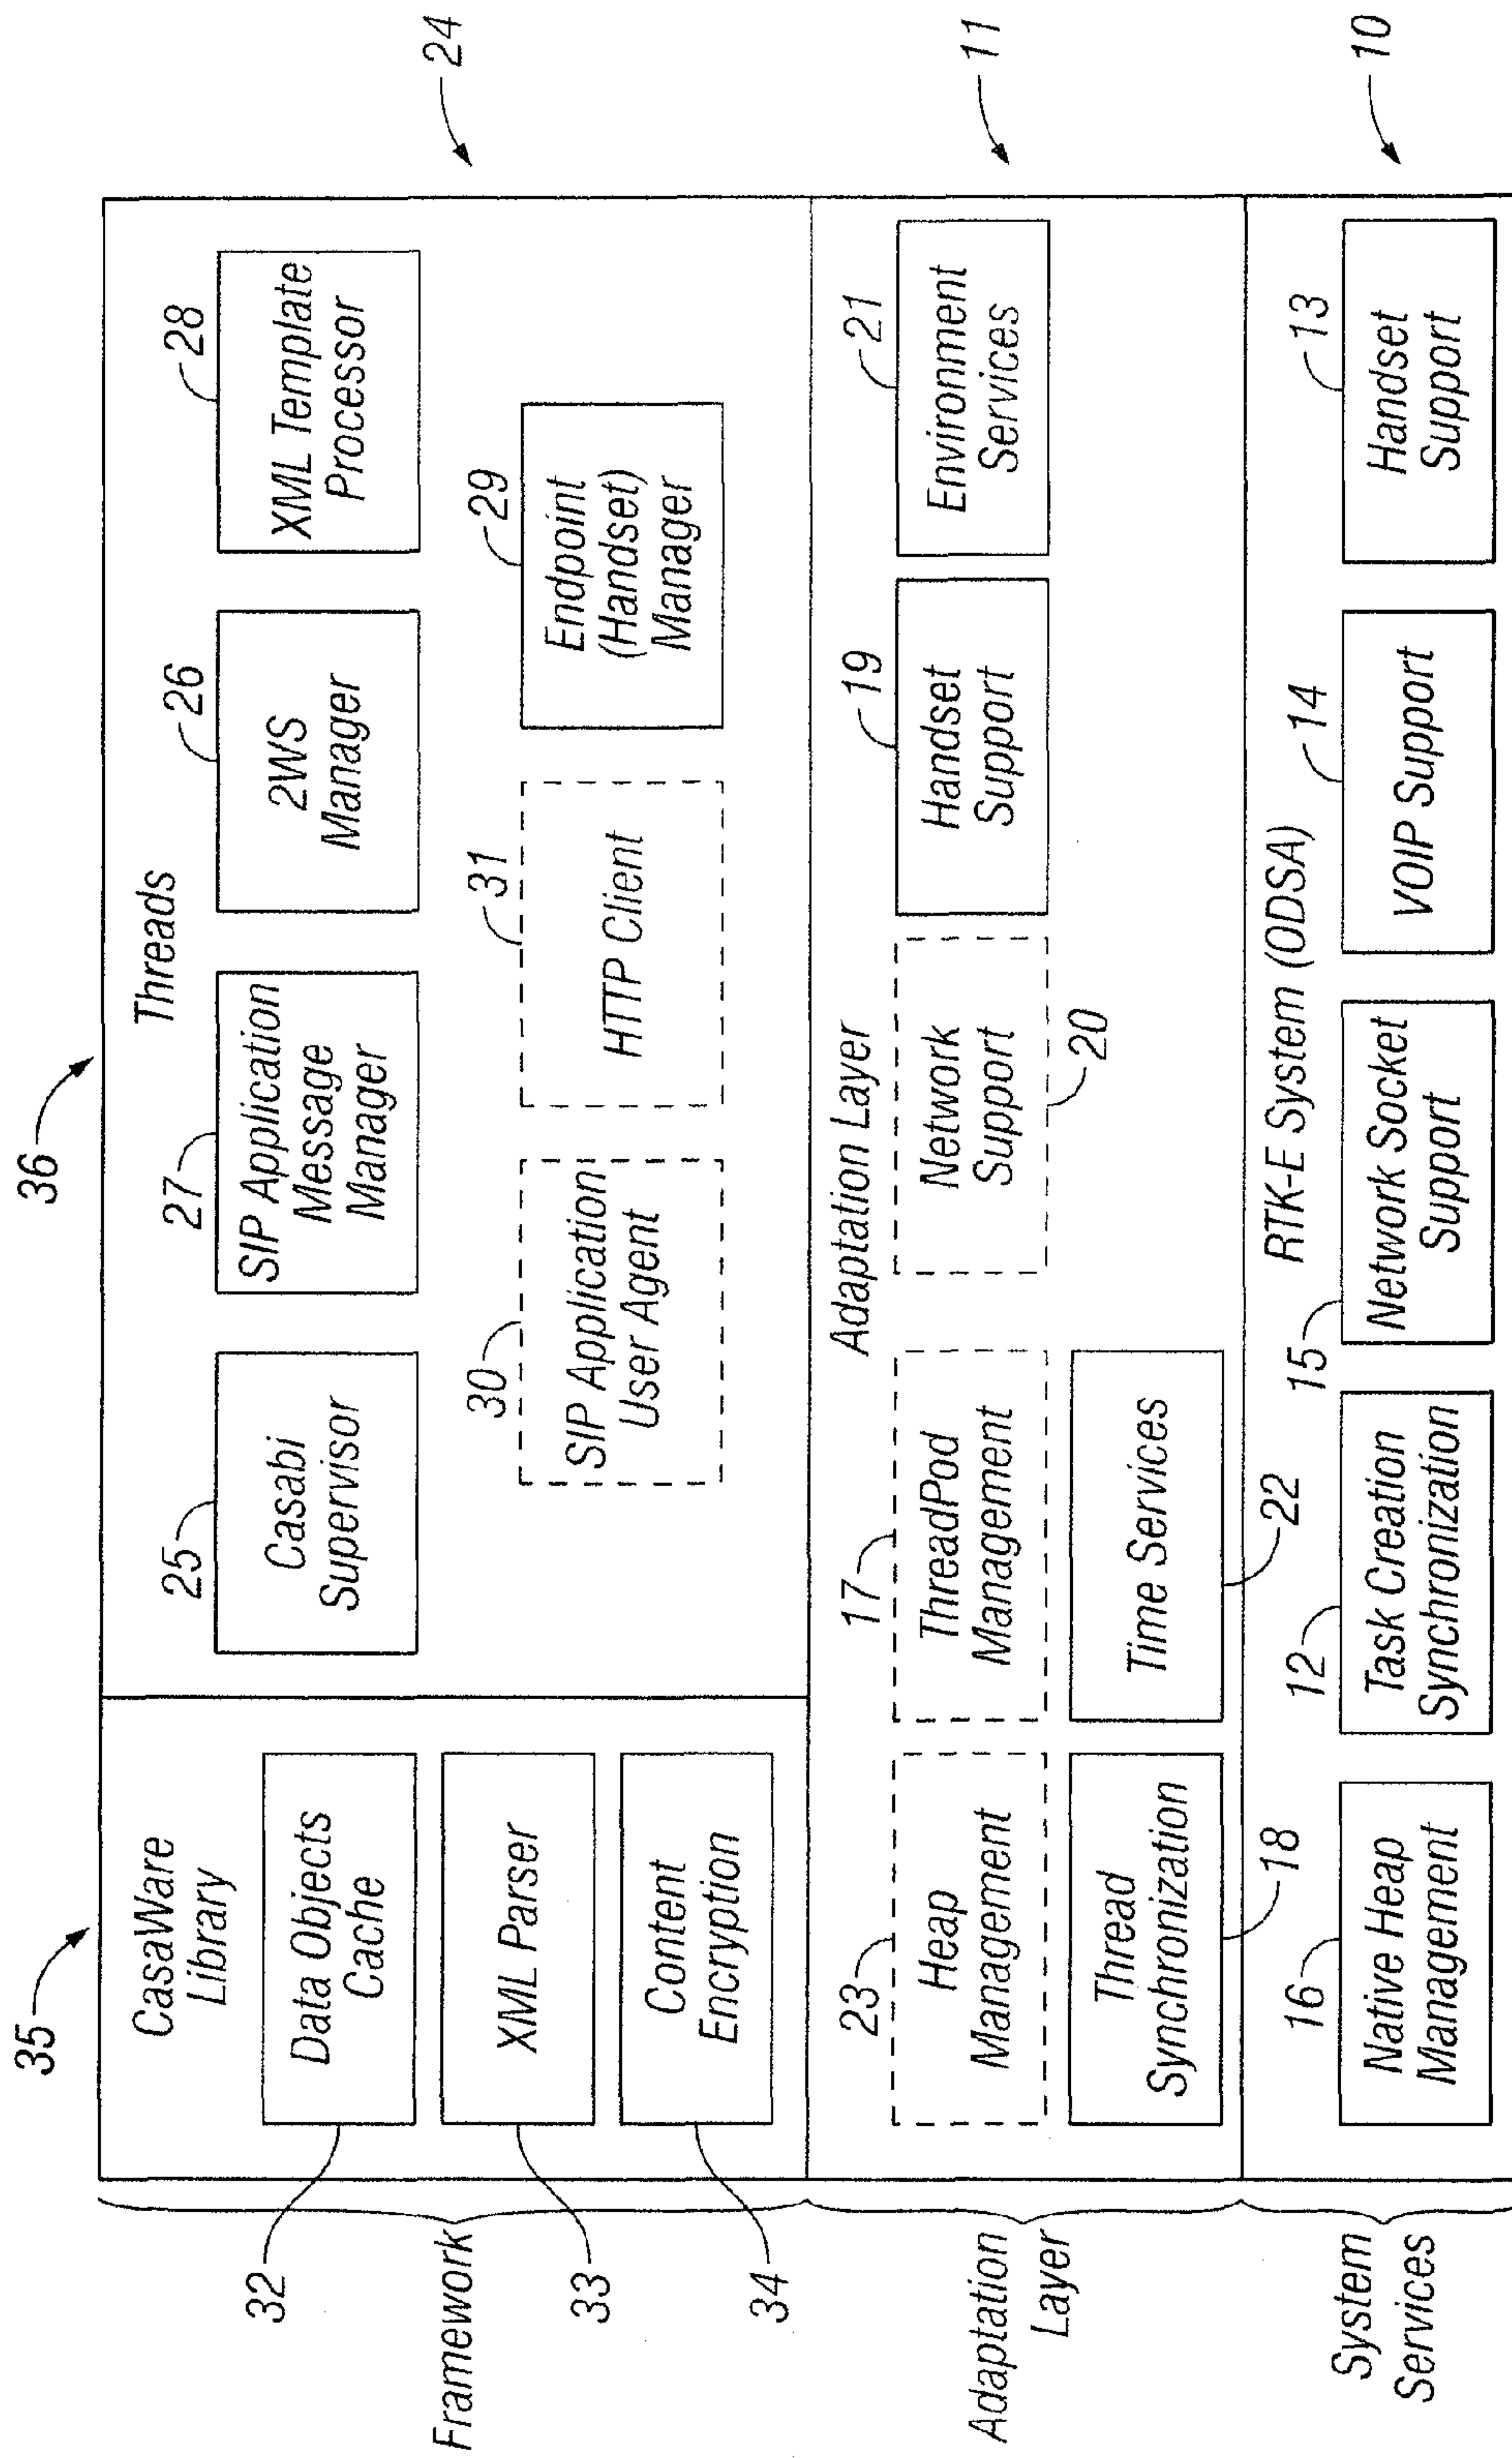 36
24
35
CasaWare
Library
32
Data Objects
Cache
33
XML Parser
34
Content
Encryption
Framework
Threads
25
Casabi
Supervisor
27
SIP Application
Message
Manager
26
2WS
Manager
28
XML Template
Processor
30
SIP Application
User Agent
31
HTTP Client
29
Endpoint
(Handset)
Manager
Adaptation
Layer
Adaptation Layer
11
23
Heap
Management
17
ThreadPod
Management
Network
Support
20
19
Handset
Support
21
Environment
Services
Thread
Synchronization
18
Time Services
22
System
Services
RTK-E System (ODSA)
10
16
Native Heap
Management
12
Task Creation
Synchronization
15
Network Socket
Support
14
VOIP Support
13
Handset
Support